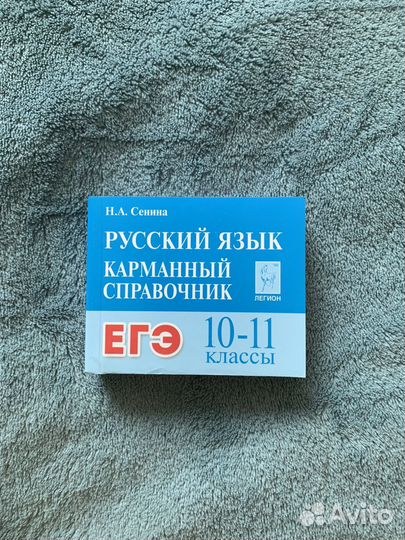 Н.А. Сенина
РУССКИЙ ЯЗЫК
КАРМАННЫЙ
СПРАВОЧНИК
ЛЕГИОН
ЕГЭ
10-11
классы
Avito